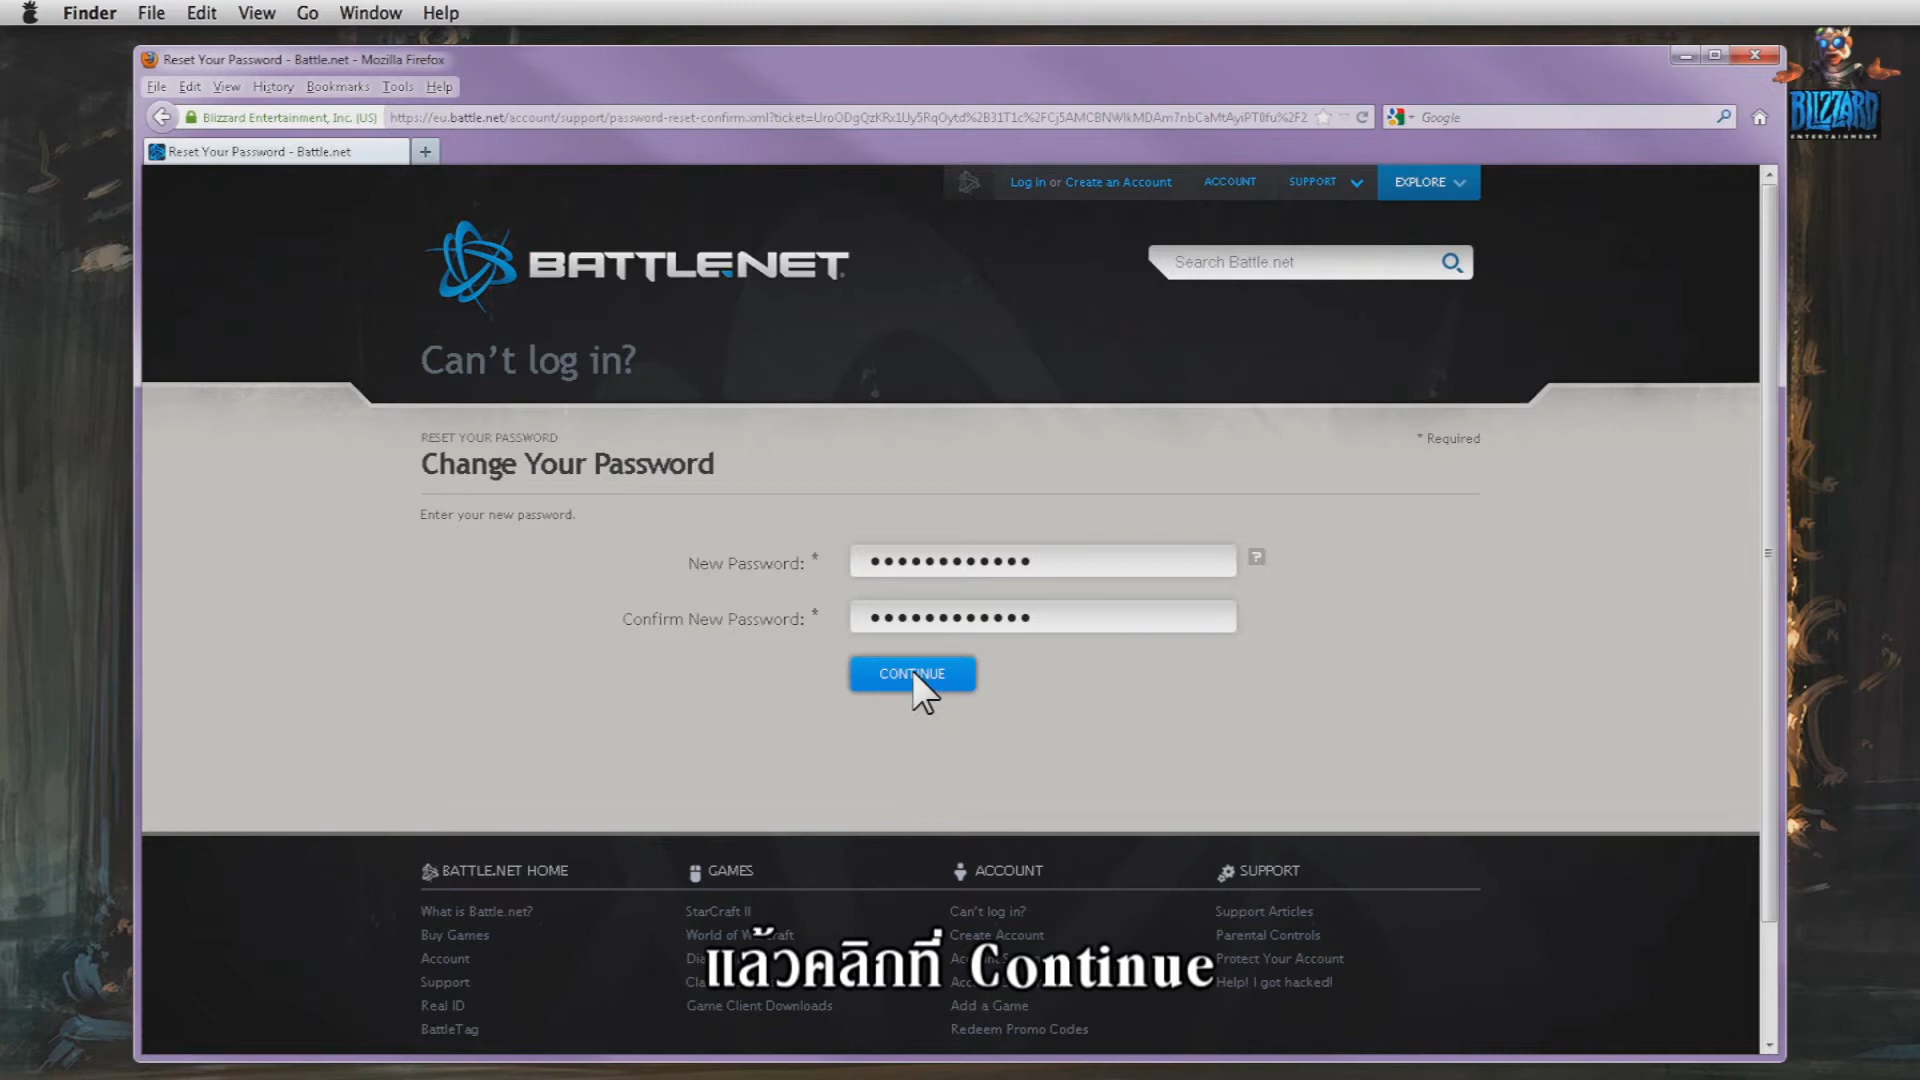 Finder File Edit View Go Window Help
Reset Your Password - Battle.net - Mozilla Firefox
File Edit View History Bookmarks Tools Help
BLIZZARD
ENTERTAINMENT
Blizzard Entertainment, Inc. (US) Google
Reset Your Password - Battle.net +
Log in or Create an Account ACCOUNT SUPPORT EXPLORE
BATTLE.NET
Search Battle.net
Can't log in?
RESET YOUR PASSWORD
* Required
Change Your Password
Enter your new password.
New Password: *
?
Confirm New Password: *
CONTINUE
BATTLE.NET HOME GAMES ACCOUNT SUPPORT
What is Battle.net? StarCraft II Can't log in? Support Articles
Buy Games World of Create Account Parental Controls
Account Protect Your Account
Support Help! I got hacked!
แล้วคลิกที่ Continue
Real ID Game Client Downloads Add a Game
BattleTag Redeem Promo Codes